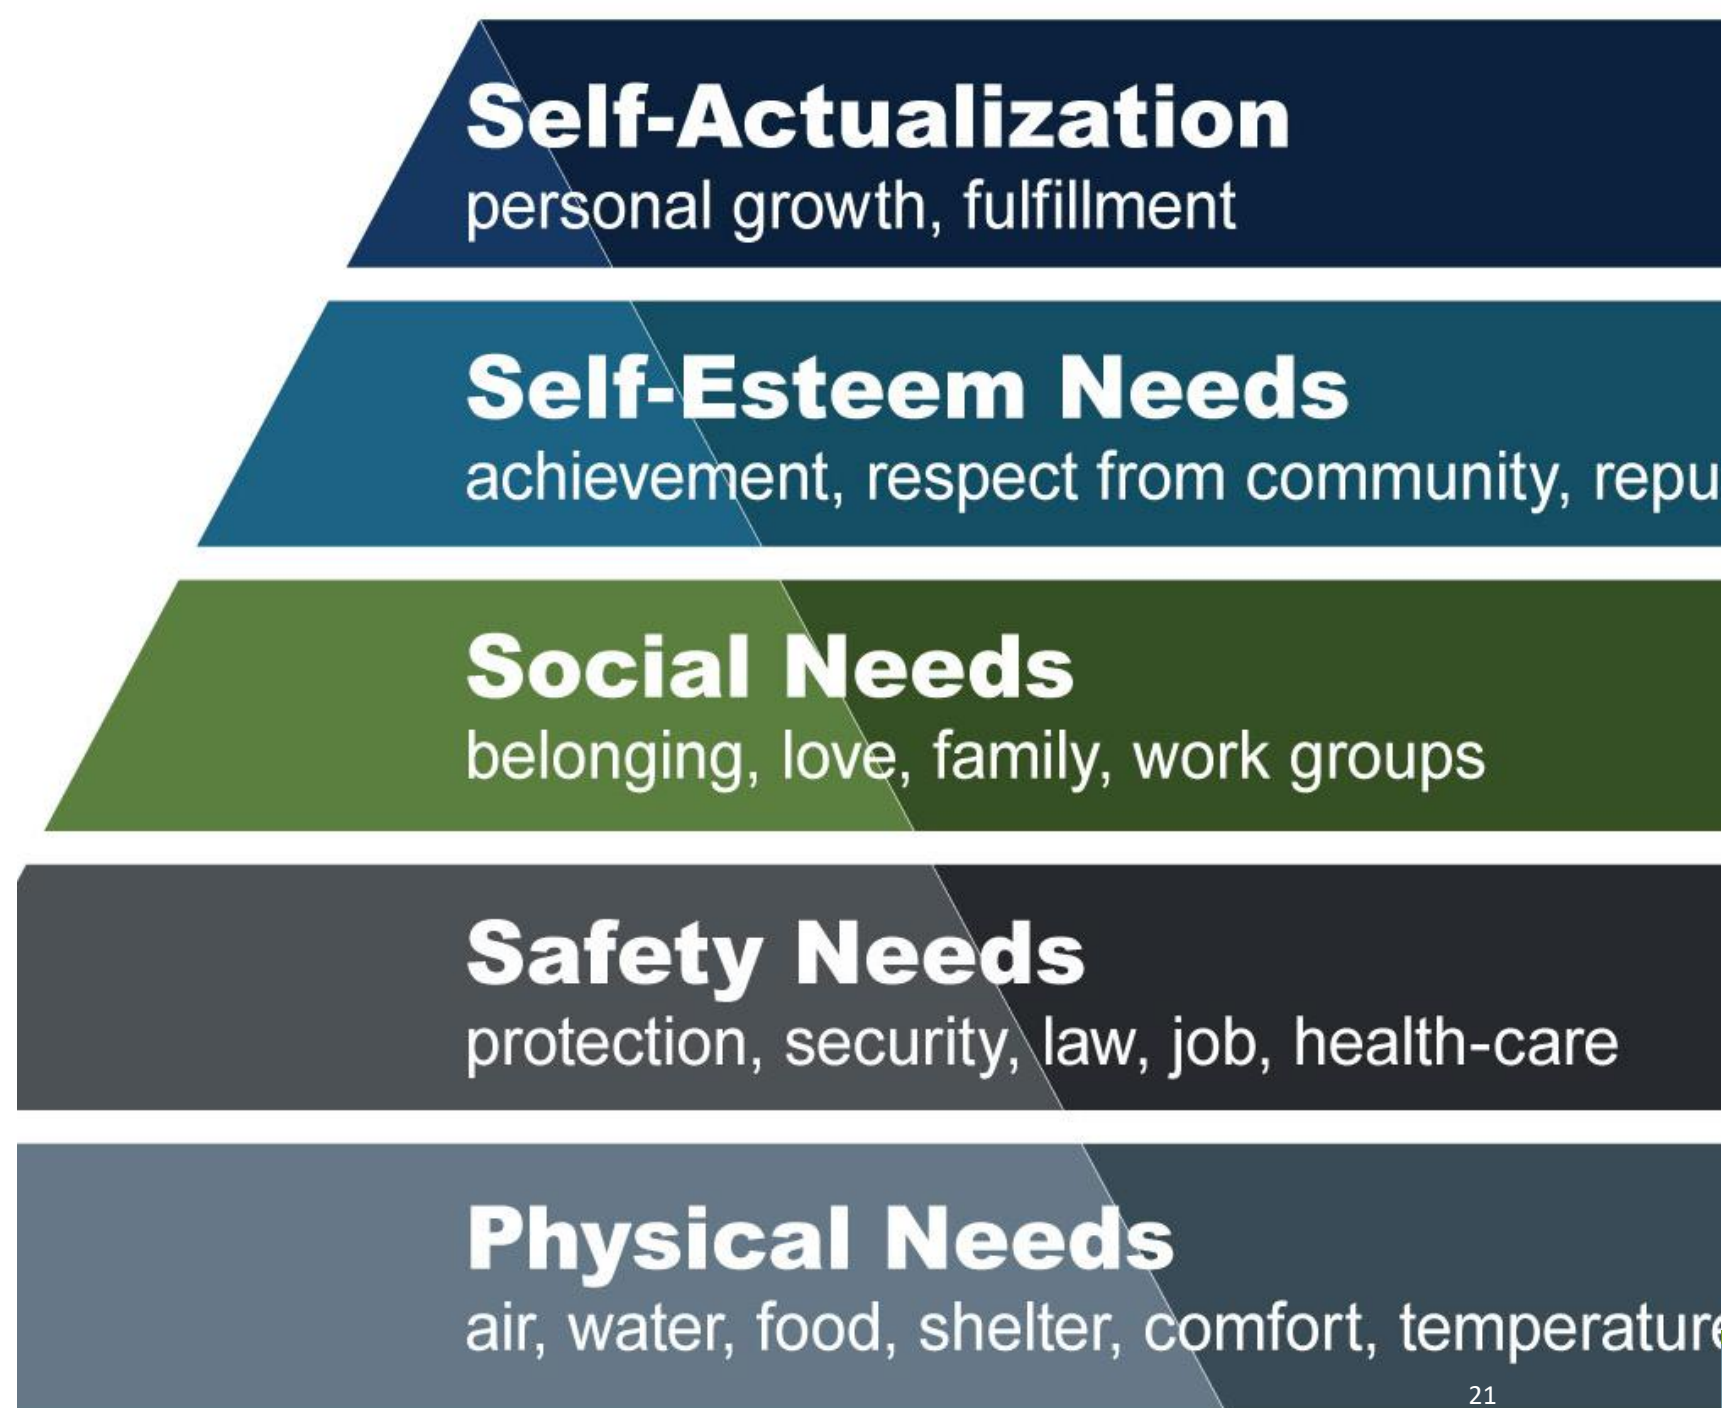 Self-Actualization
personal growth, fulfillment
Self-Esteem Needs
achievement, respect from community, repu
Social Needs
belonging, love, family, work groups
Safety Needs
protection, security, law, job, health-care
Physical Needs
air, water, food, shelter, comfort, temperature
21